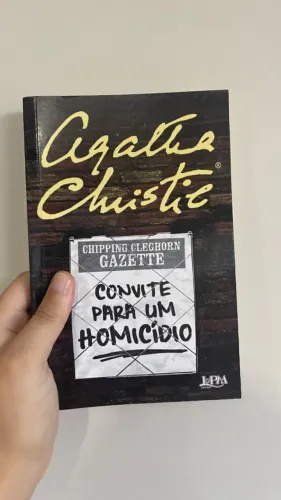 Agatha
Christie®
CHIPPING CLEGHORN
GAZETTE
CONVITE
PARA UM
HOMICÍDIO
L&PM